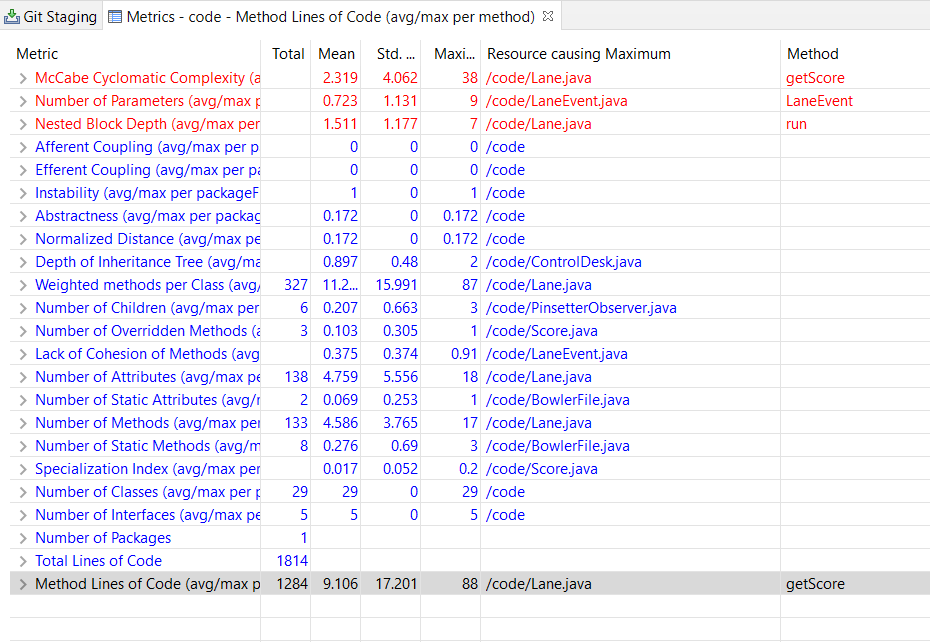 Git Staging Metrics - code - Method Lines of Code (avg/max per method)
Metric Total Mean Std. ... Maxi... Resource causing Maximum Method
McCabe Cyclomatic Complexity (a 2.319 4.062 38 /code/Lane.java getScore
Number of Parameters (avg/max p 0.723 1.131 9 /code/LaneEvent.java LaneEvent
Nested Block Depth (avg/max per 1.511 1.177 7 /code/Lane.java run
Afferent Coupling (avg/max per p 0 0 0 /code
Efferent Coupling (avg/max per pa 0 0 0 /code
Instability (avg/max per packageF 1 0 1 /code
Abstractness (avg/max per packag 0.172 0 0.172 /code
Normalized Distance (avg/max pe 0.172 0 0.172 /code
Depth of Inheritance Tree (avg/ma 0.897 0.48 2 /code/ControlDesk.java
Weighted methods per Class (avg/ 327 11.2... 15.991 87 /code/Lane.java
Number of Children (avg/max per 6 0.207 0.663 3 /code/PinsetterObserver.java
Number of Overridden Methods (a 3 0.103 0.305 1 /code/Score.java
Lack of Cohesion of Methods (avg 0.375 0.374 0.91 /code/LaneEvent.java
Number of Attributes (avg/max pe 138 4.759 5.556 18 /code/Lane.java
Number of Static Attributes (avg/r 2 0.069 0.253 1 /code/BowlerFile.java
Number of Methods (avg/max per 133 4.586 3.765 17 /code/Lane.java
Number of Static Methods (avg/m 8 0.276 0.69 3 /code/BowlerFile.java
Specialization Index (avg/max per 0.017 0.052 0.2 /code/Score.java
Number of Classes (avg/max per p 29 29 0 29 /code
Number of Interfaces (avg/max pe 5 5 0 5 /code
Number of Packages 1
Total Lines of Code 1814
Method Lines of Code (avg/max p 1284 9.106 17.201 88 /code/Lane.java getScore